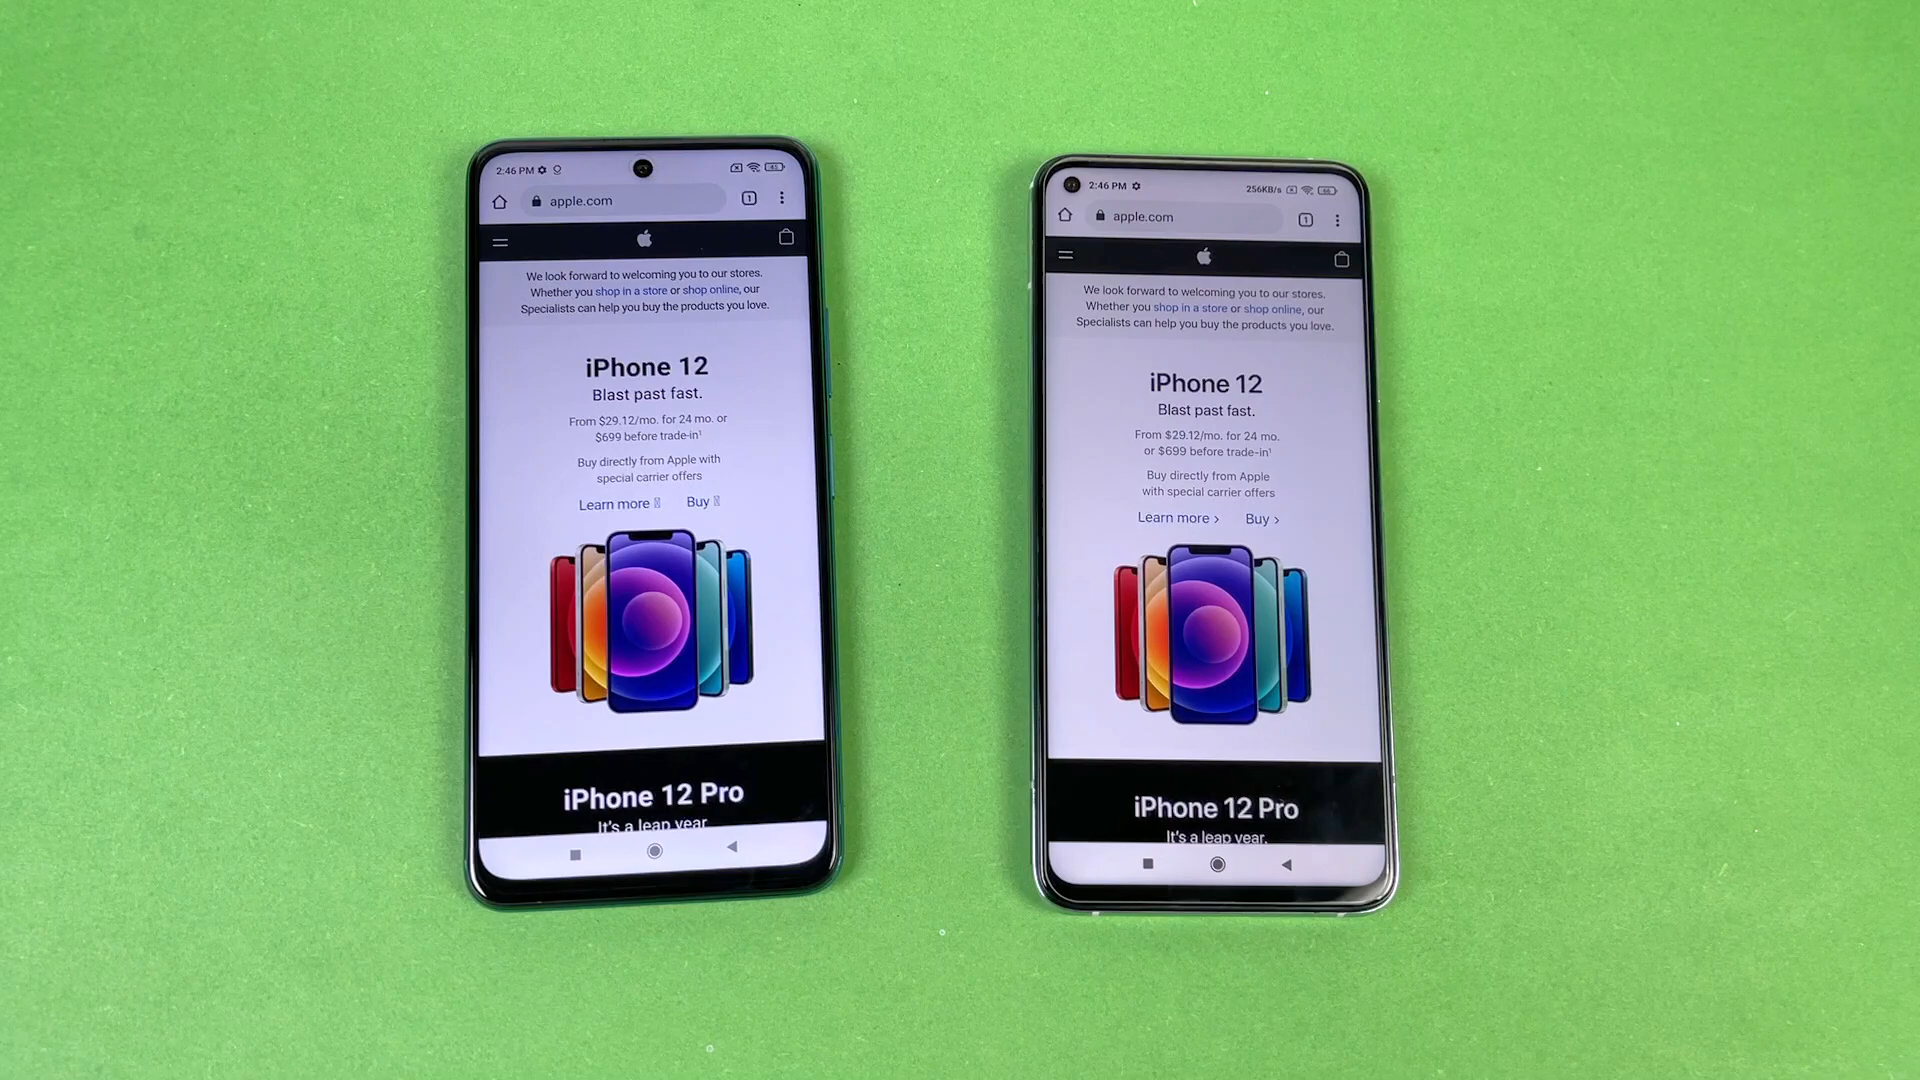 2:46 PM
45
apple.com
1
We look forward to welcoming you to our stores.
Whether you shop in a store or shop online, our
Specialists can help you buy the products you love.
iPhone 12
Blast past fast.
From $29.12/mo. for 24 mo. or
$699 before trade-in¹
Buy directly from Apple with
special carrier offers
Learn more Buy
iPhone 12 Pro
It's a leap year.
2:46 PM 256KB/s
apple.com
1
We look forward to welcoming you to our stores.
Whether you shop in a store or shop online, our
Specialists can help you buy the products you love.
iPhone 12
Blast past fast.
From $29.12/mo. for 24 mo.
or $699 before trade-in¹
Buy directly from Apple
with special carrier offers
Learn more > Buy >
iPhone 12 Pro
It's a leap year.